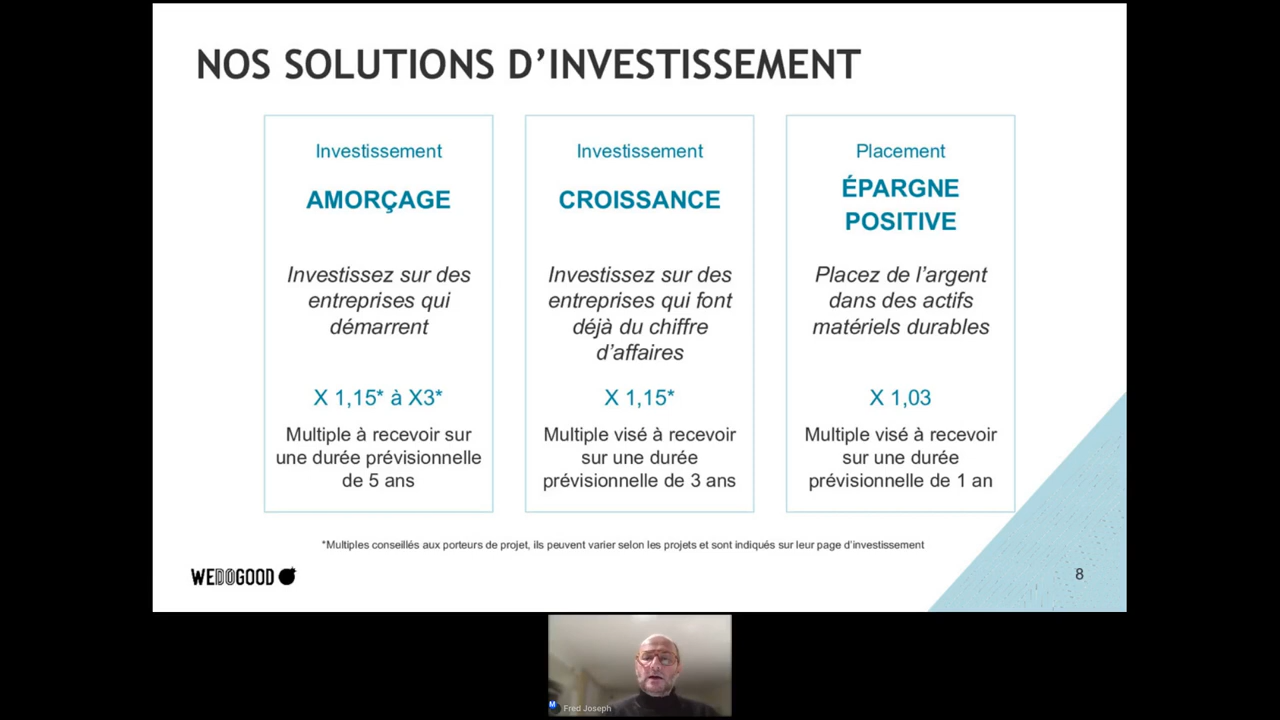 NOS SOLUTIONS D’INVESTISSEMENT
Investissement
AMORÇAGE
Investissez sur des
entreprises qui
démarrent
X 1,15* à X3*
Multiple à recevoir sur
une durée prévisionnelle
de 5 ans
Investissement
CROISSANCE
Investissez sur des
entreprises qui font
déjà du chiffre
d’affaires
X 1,15*
Multiple visé à recevoir
sur une durée
prévisionnelle de 3 ans
Placement
ÉPARGNE
POSITIVE
Placez de l’argent
dans des actifs
matériels durables
X 1,03
Multiple visé à recevoir
sur une durée
prévisionnelle de 1 an
*Multiples conseillés aux porteurs de projet, ils peuvent varier selon les projets et sont indiqués sur leur page d’investissement
WEDOGOOD
8
M
Fred Joseph